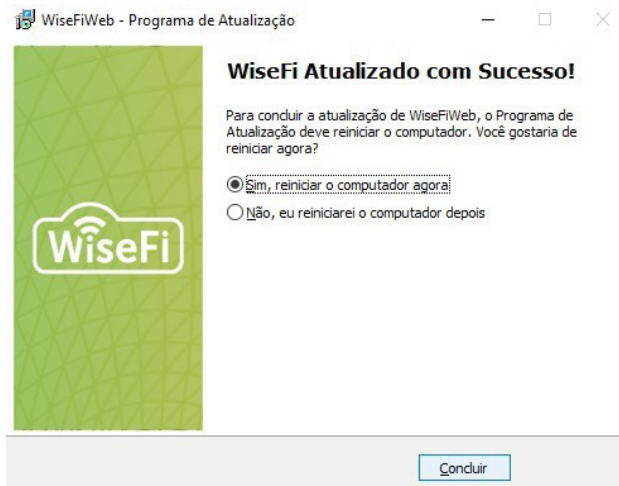 WiseFiWeb - Programa de Atualização
WiseFi Atualizado com Sucesso!
Para concluir a atualização de WiseFiWeb, o Programa de
Atualização deve reiniciar o computador. Você gostaria de
reiniciar agora?
Sim, reiniciar o computador agora
Não, eu reiniciarei o computador depois
WiseFi
Concluir